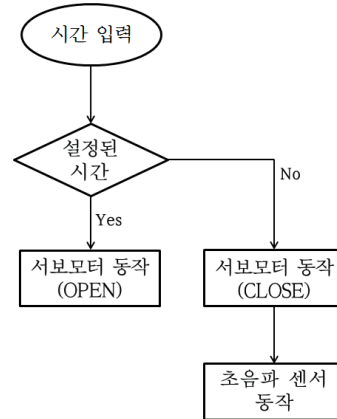 시간 입력
설정된
시간
No
Yes
서보모터 동작
(OPEN)
서보모터 동작
(CLOSE)
초음파 센서
동작